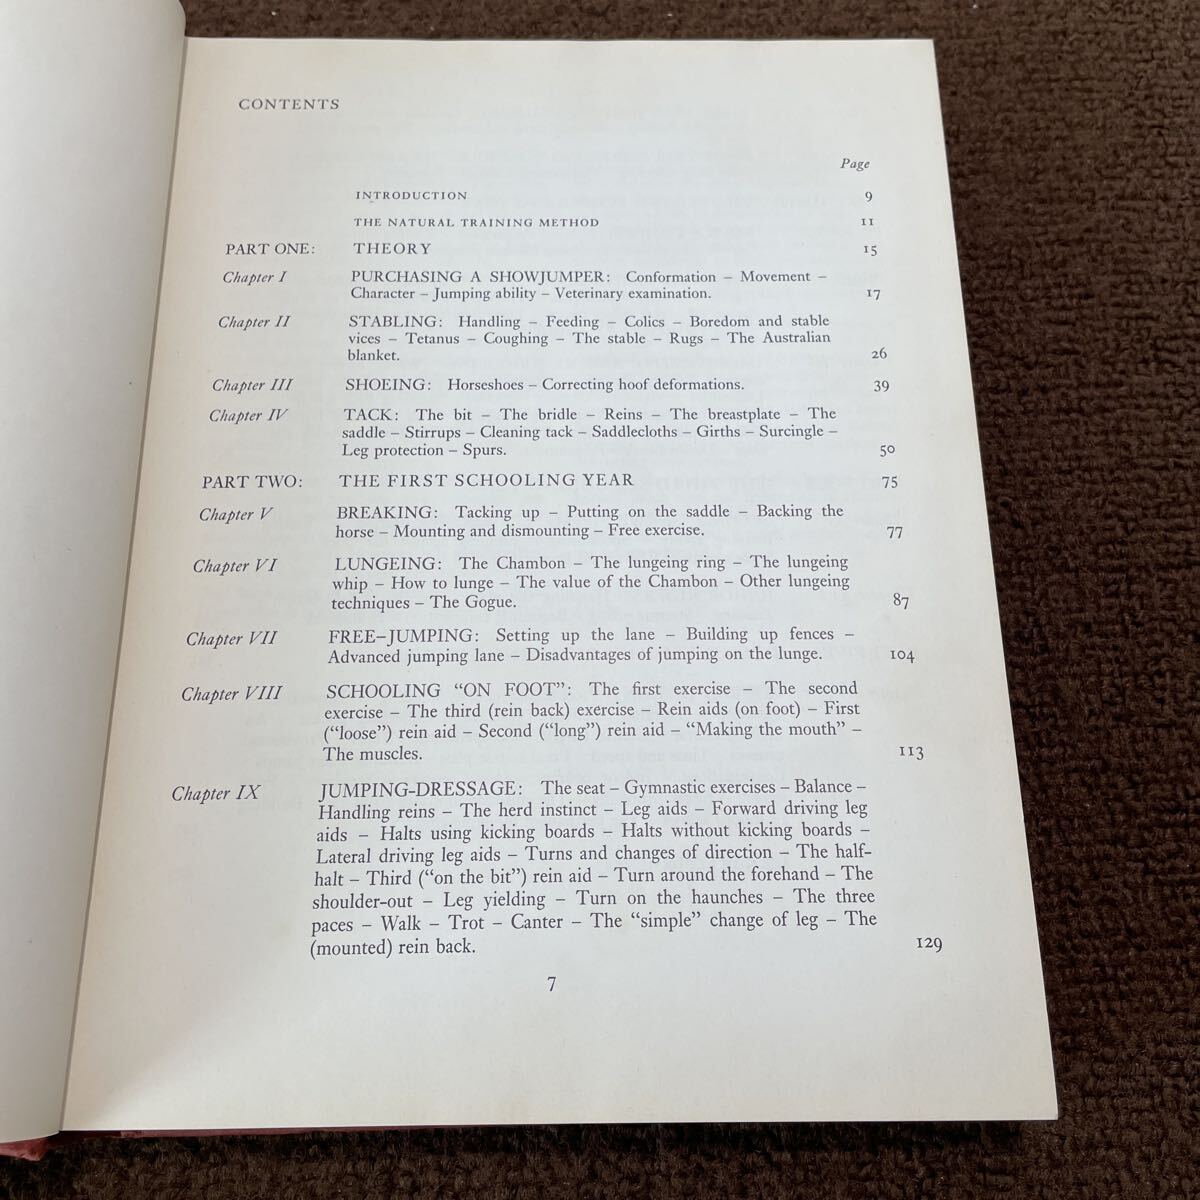 CONTENTS
Page
INTRODUCTION 9
THE NATURAL TRAINING METHOD 11
PART ONE: THEORY 15
Chapter I PURCHASING A SHOWJUMPER: Conformation – Movement –
Character – Jumping ability – Veterinary examination. 17
Chapter II STABLING: Handling – Feeding – Colics – Boredom and stable
vices – Tetanus – Coughing – The stable – Rugs – The Australian
blanket. 26
Chapter III SHOEING: Horseshoes – Correcting hoof deformations. 39
Chapter IV TACK: The bit – The bridle – Reins – The breastplate – The
saddle – Stirrups – Cleaning tack – Saddlecloths – Girths – Surcingle –
Leg protection – Spurs. 50
PART TWO: THE FIRST SCHOOLING YEAR 75
Chapter V BREAKING: Tacking up – Putting on the saddle – Backing the
horse – Mounting and dismounting – Free exercise. 77
Chapter VI LUNGEING: The Chambon – The lungeing ring – The lungeing
whip – How to lunge – The value of the Chambon – Other lungeing
techniques – The Gogue. 87
Chapter VII FREE–JUMPING: Setting up the lane – Building up fences –
Advanced jumping lane – Disadvantages of jumping on the lunge. 104
Chapter VIII SCHOOLING “ON FOOT”: The first exercise – The second
exercise – The third (rein back) exercise – Rein aids (on foot) – First
(“loose”) rein aid – Second (“long”) rein aid – “Making the mouth” –
The muscles. 113
Chapter IX JUMPING-DRESSAGE: The seat – Gymnastic exercises – Balance –
Handling reins – The herd instinct – Leg aids – Forward driving leg
aids – Halts using kicking boards – Halts without kicking boards –
Lateral driving leg aids – Turns and changes of direction – The half-
halt – Third (“on the bit”) rein aid – Turn around the forehand – The
shoulder-out – Leg yielding – Turn on the haunches – The three
paces – Walk – Trot – Canter – The “simple” change of leg – The
(mounted) rein back. 129
7